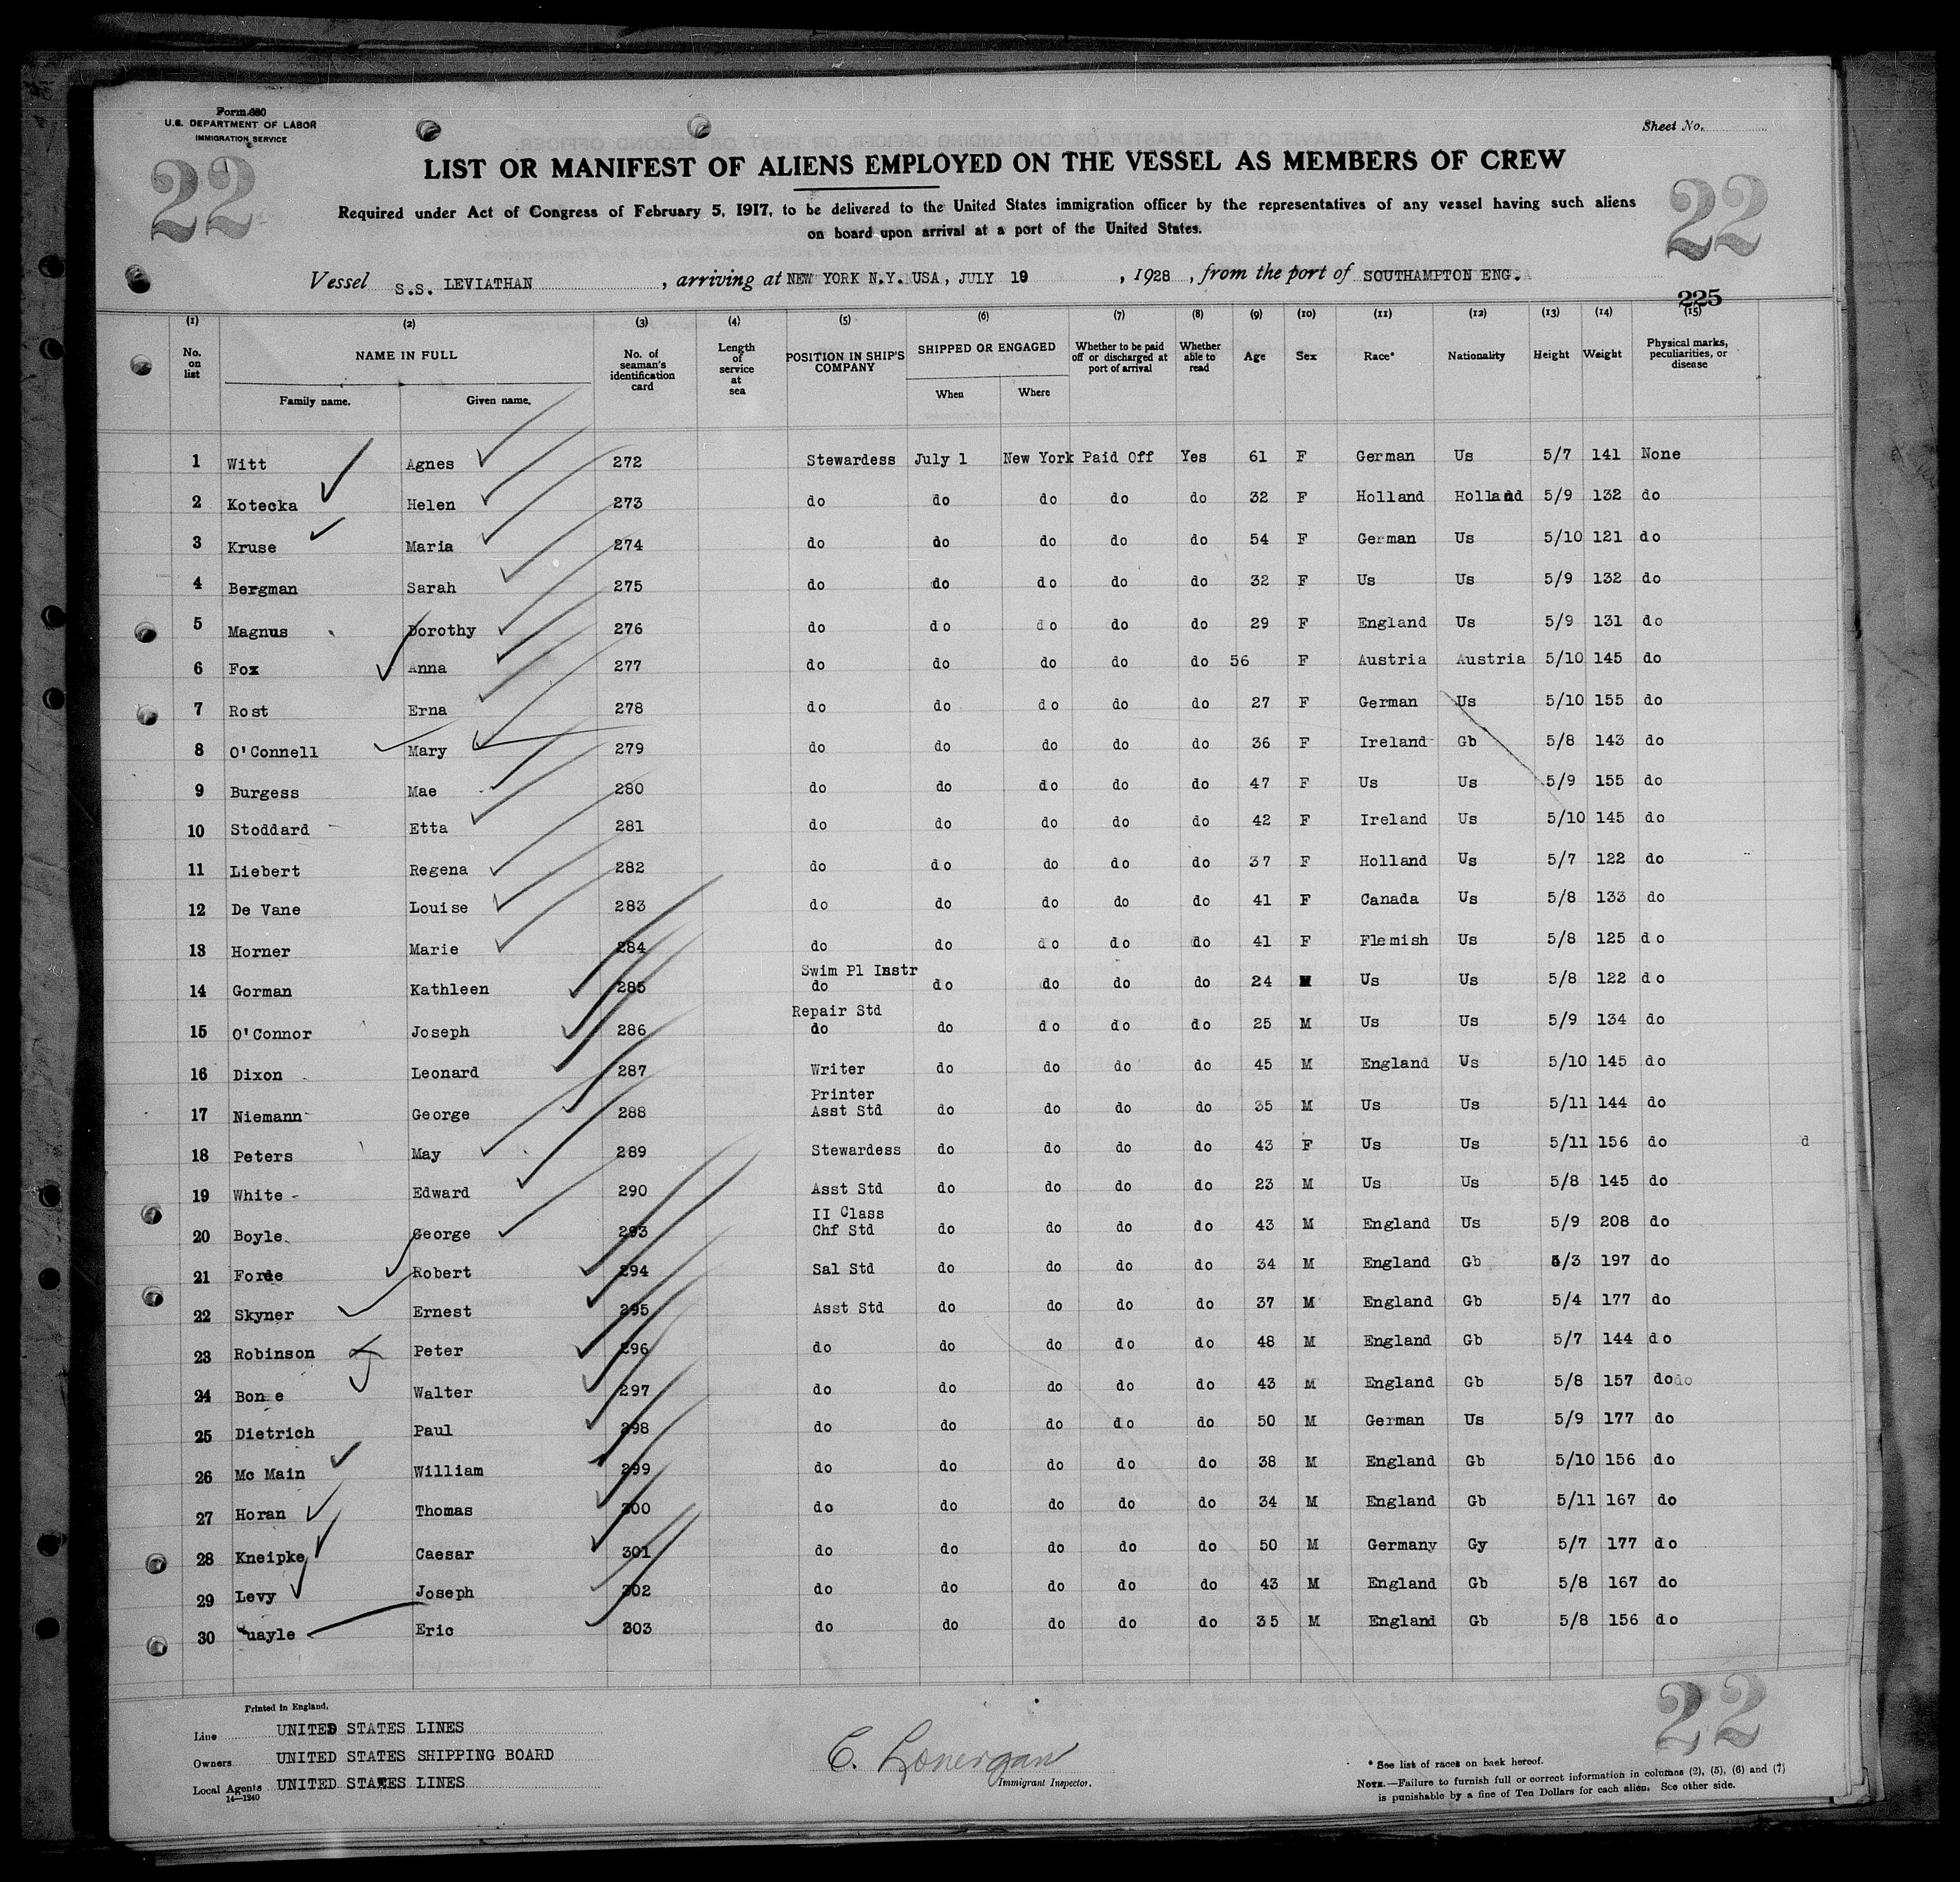 Form 680
U.S. DEPARTMENT OF LABOR
IMMIGRATION SERVICE
Sheet No.
22
22
LIST OR MANIFEST OF ALIENS EMPLOYED ON THE VESSEL AS MEMBERS OF CREW
Required under Act of Congress of February 5, 1917, to be delivered to the United States immigration officer by the representatives of any vessel having such aliens
on board upon arrival at a port of the United States.
Vessel S.S. LEVIATHAN, arriving at NEW YORK N.Y. USA, JULY 19, 1928, from the port of SOUTHAMPTON ENG.
225
(1) (2) (3) (4) (5) (6) (7) (8) (9) (10) (11) (12) (13) (14) (15)
No. on list NAME IN FULL Family name. Given name. No. of seaman's identification card Length of service at sea POSITION IN SHIP'S COMPANY SHIPPED OR ENGAGED When Where Whether to be paid off or discharged at port of arrival Whether able to read Age Sex Race* Nationality Height Weight Physical marks, peculiarities, or disease
1 Witt Agnes 272 Stewardess July 1 New York Paid Off Yes 61 F German Us 5/7 141 None
2 Kotecka Helen 273 do do do do do 32 F Holland Holland 5/9 132 do
3 Kruse Maria 274 do do do do do 54 F German Us 5/10 121 do
4 Bergman Sarah 275 do do do do do 32 F Us Us 5/9 132 do
5 Magnus Dorothy 276 do do do do do 29 F England Us 5/9 131 do
6 Fox Anna 277 do do do do do 56 F Austria Austria 5/10 145 do
7 Rost Erna 278 do do do do do 27 F German Us 5/10 155 do
8 O'Connell Mary 279 do do do do do 36 F Ireland Gb 5/8 143 do
9 Burgess Mae 280 do do do do do 47 F Us Us 5/9 155 do
10 Stoddard Etta 281 do do do do do 42 F Ireland Us 5/10 145 do
11 Liebert Regena 282 do do do do do 37 F Holland Us 5/7 122 do
12 De Vane Louise 283 do do do do do 41 F Canada Us 5/8 133 do
13 Horner Marie 284 do do do do do 41 F Flemish Us 5/8 125 do
14 Gorman Kathleen 285 Swim Pl Instr do do do do do 24 M Us Us 5/8 122 do
15 O'Connor Joseph 286 Repair Std do do do do do 25 M Us Us 5/9 134 do
16 Dixon Leonard 287 Writer do do do do 45 M England Us 5/10 145 do
17 Niemann George 288 Printer Asst Std do do do do 35 M Us Us 5/11 144 do
18 Peters May 289 Stewardess do do do do 43 F Us Us 5/11 156 do d
19 White Edward 290 Asst Std do do do do 23 M Us Us 5/8 145 do
20 Boyle George 293 II Class Chf Std do do do do 43 M England Us 5/9 208 do
21 Forde Robert 294 Sal Std do do do do 34 M England Gb 5/3 197 do
22 Skyner Ernest 295 Asst Std do do do do 37 M England Gb 5/4 177 do
23 Robinson Peter 296 do do do do do 48 M England Gb 5/7 144 do
24 Bon e Walter 297 do do do do do 43 M England Gb 5/8 157 do do
25 Dietrich Paul 298 do do do do do 50 M German Us 5/9 177 do
26 Mc Main William 299 do do do do do 38 M England Gb 5/10 156 do
27 Horan Thomas 300 do do do do do 34 M England Gb 5/11 167 do
28 Kneipke Caesar 301 do do do do do 50 M Germany Gy 5/7 177 do
29 Levy Joseph 302 do do do do do 43 M England Gb 5/8 167 do
30 uayle Eric 303 do do do do do 35 M England Gb 5/8 156 do
Printed in England.
Line UNITED STATES LINES
Owners UNITED STATES SHIPPING BOARD
Local Agents UNITED STATES LINES
14—1240
C. Lonergan
Immigrant Inspector.
22
* See list of races on back hereof.
NOTE.—Failure to furnish full or correct information in columns (2), (5), (6) and (7)
is punishable by a fine of Ten Dollars for each alien. See other side.